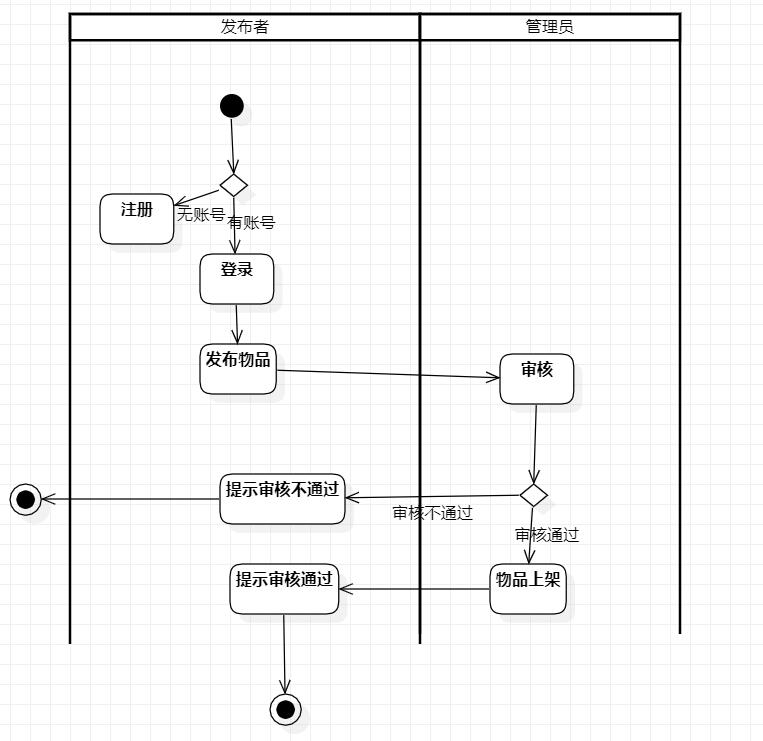 发布者
管理员
注册
无账号
有账号
登录
发布物品
审核
提示审核不通过
审核不通过
审核通过
提示审核通过
物品上架